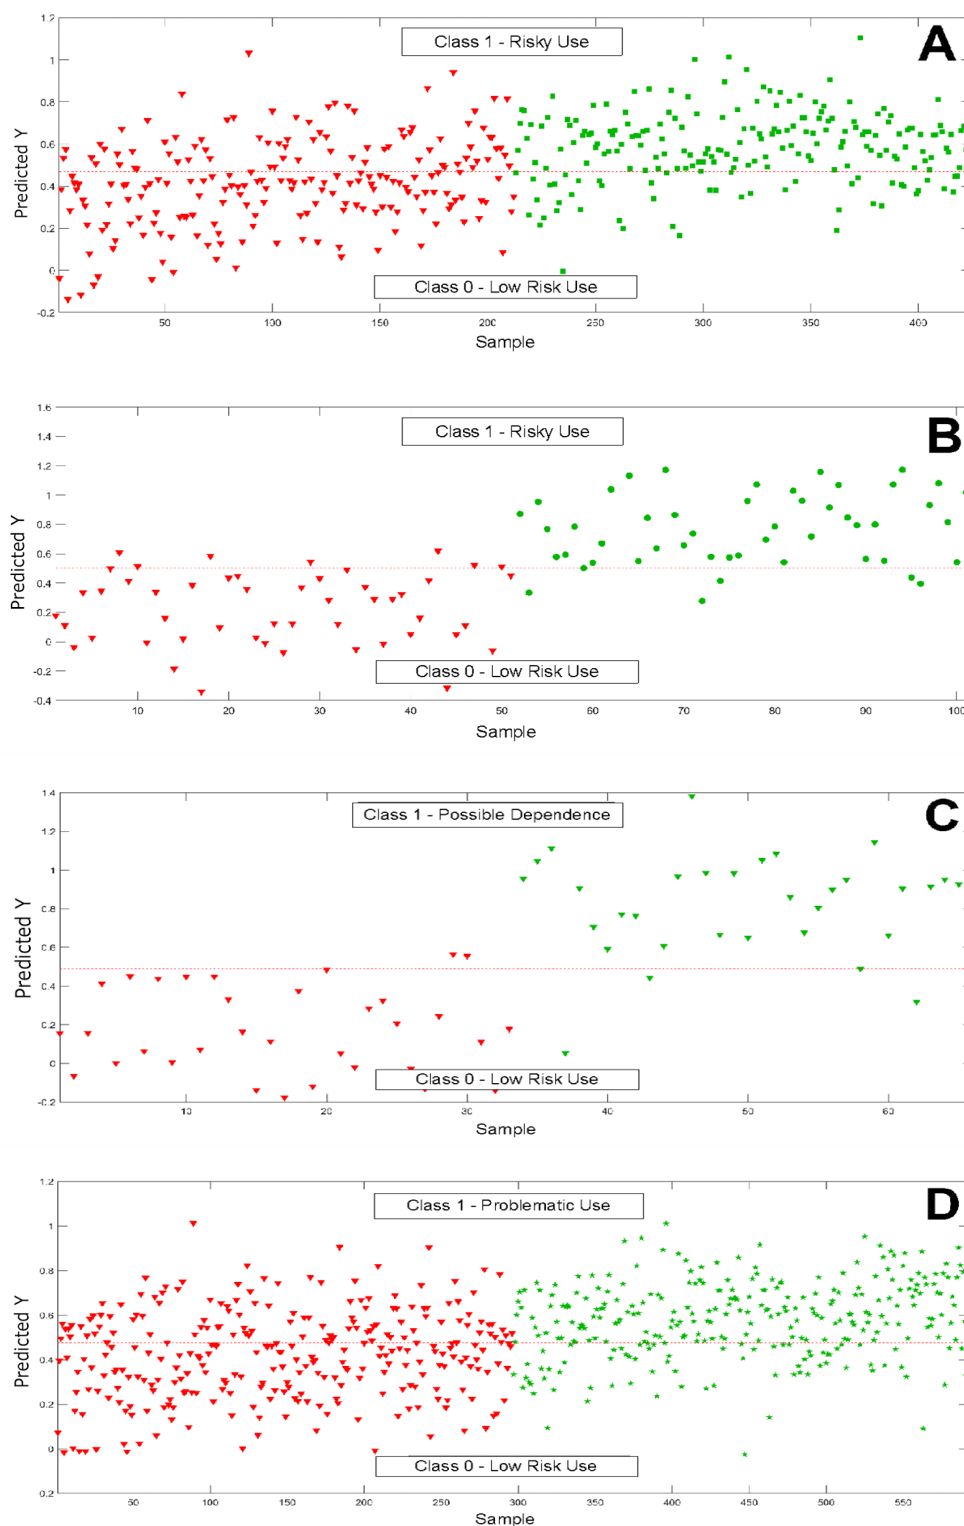 1.2
Class 1 - Risky Use
A
1
0.8
0.6
0.4
0.2
0
-0.2
Predicted Y
Class 0 - Low Risk Use
50 100 150 200 250 300 350 400
Sample
1.6
Class 1 - Risky Use
B
1.4
1.2
1
0.8
0.6
0.4
0.2
0
-0.2
-0.4
Predicted Y
Class 0 - Low Risk Use
10 20 30 40 50 60 70 80 90 100
Sample
1.4
Class 1 - Possible Dependence
C
1.2
1
0.8
0.6
0.4
0.2
0
-0.2
Predicted Y
Class 0 - Low Risk Use
10 20 30 40 50 60
Sample
1.2
Class 1 - Problematic Use
D
1
0.8
0.6
0.4
0.2
0
0.2
Predicted Y
Class 0 - Low Risk Use
50 100 150 200 250 300 350 400 450 500 550
Sample